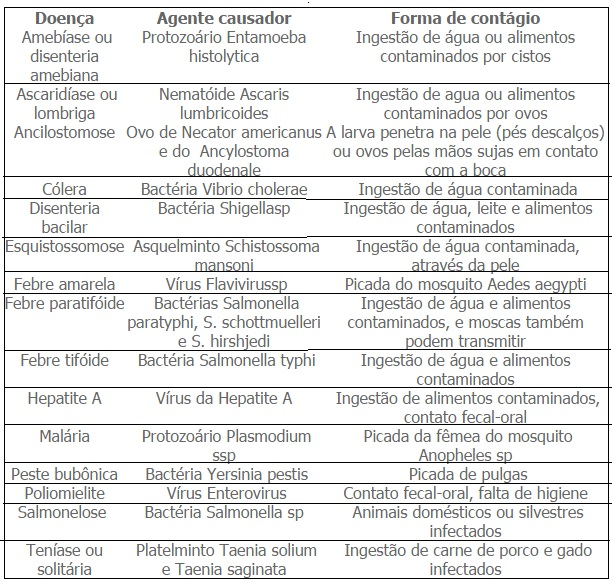 Doença Agente causador Forma de contágio
Amebíase ou Protozoário Entamoeba Ingestão de água ou alimentos
disenteria histolytica contaminados por cistos
amebiana
Ascaridíase ou Nematóide Ascaris Ingestão de água ou alimentos
lombriga lumbricoides contaminados por ovos
Ancilostomose Ovo de Necator americanus A larva penetra na pele (pés descalços)
e do Ancylostoma ou ovos pelas mãos sujas em contato
duodenale com a boca
Cólera Bactéria Vibrio cholerae Ingestão de água contaminada
Disenteria Bactéria Shigellasp Ingestão de água, leite e alimentos
bacilar contaminados
Esquistossomose Asquelminto Schistossoma Ingestão de água contaminada,
mansoni através da pele
Febre amarela Vírus Flavivirussp Picada do mosquito Aedes aegypti
Febre paratifóide Bactérias Salmonella Ingestão de água e alimentos
paratyphi, S. schottmuelleri contaminados, e moscas também
e S. hirshjedi podem transmitir
Febre tifóide Bactéria Salmonella typhi Ingestão de água e alimentos
contaminados
Hepatite A Vírus da Hepatite A Ingestão de alimentos contaminados,
contato fecal-oral
Malária Protozoário Plasmodium Picada da fêmea do mosquito
ssp Anopheles sp
Peste bubônica Bactéria Yersinia pestis Picada de pulgas
Poliomielite Vírus Enterovirus Contato fecal-oral, falta de higiene
Salmonelose Bactéria Salmonella sp Animais domésticos ou silvestres
infectados
Teníase ou Platelminto Taenia solium Ingestão de carne de porco e gado
solitária e Taenia saginata infectados